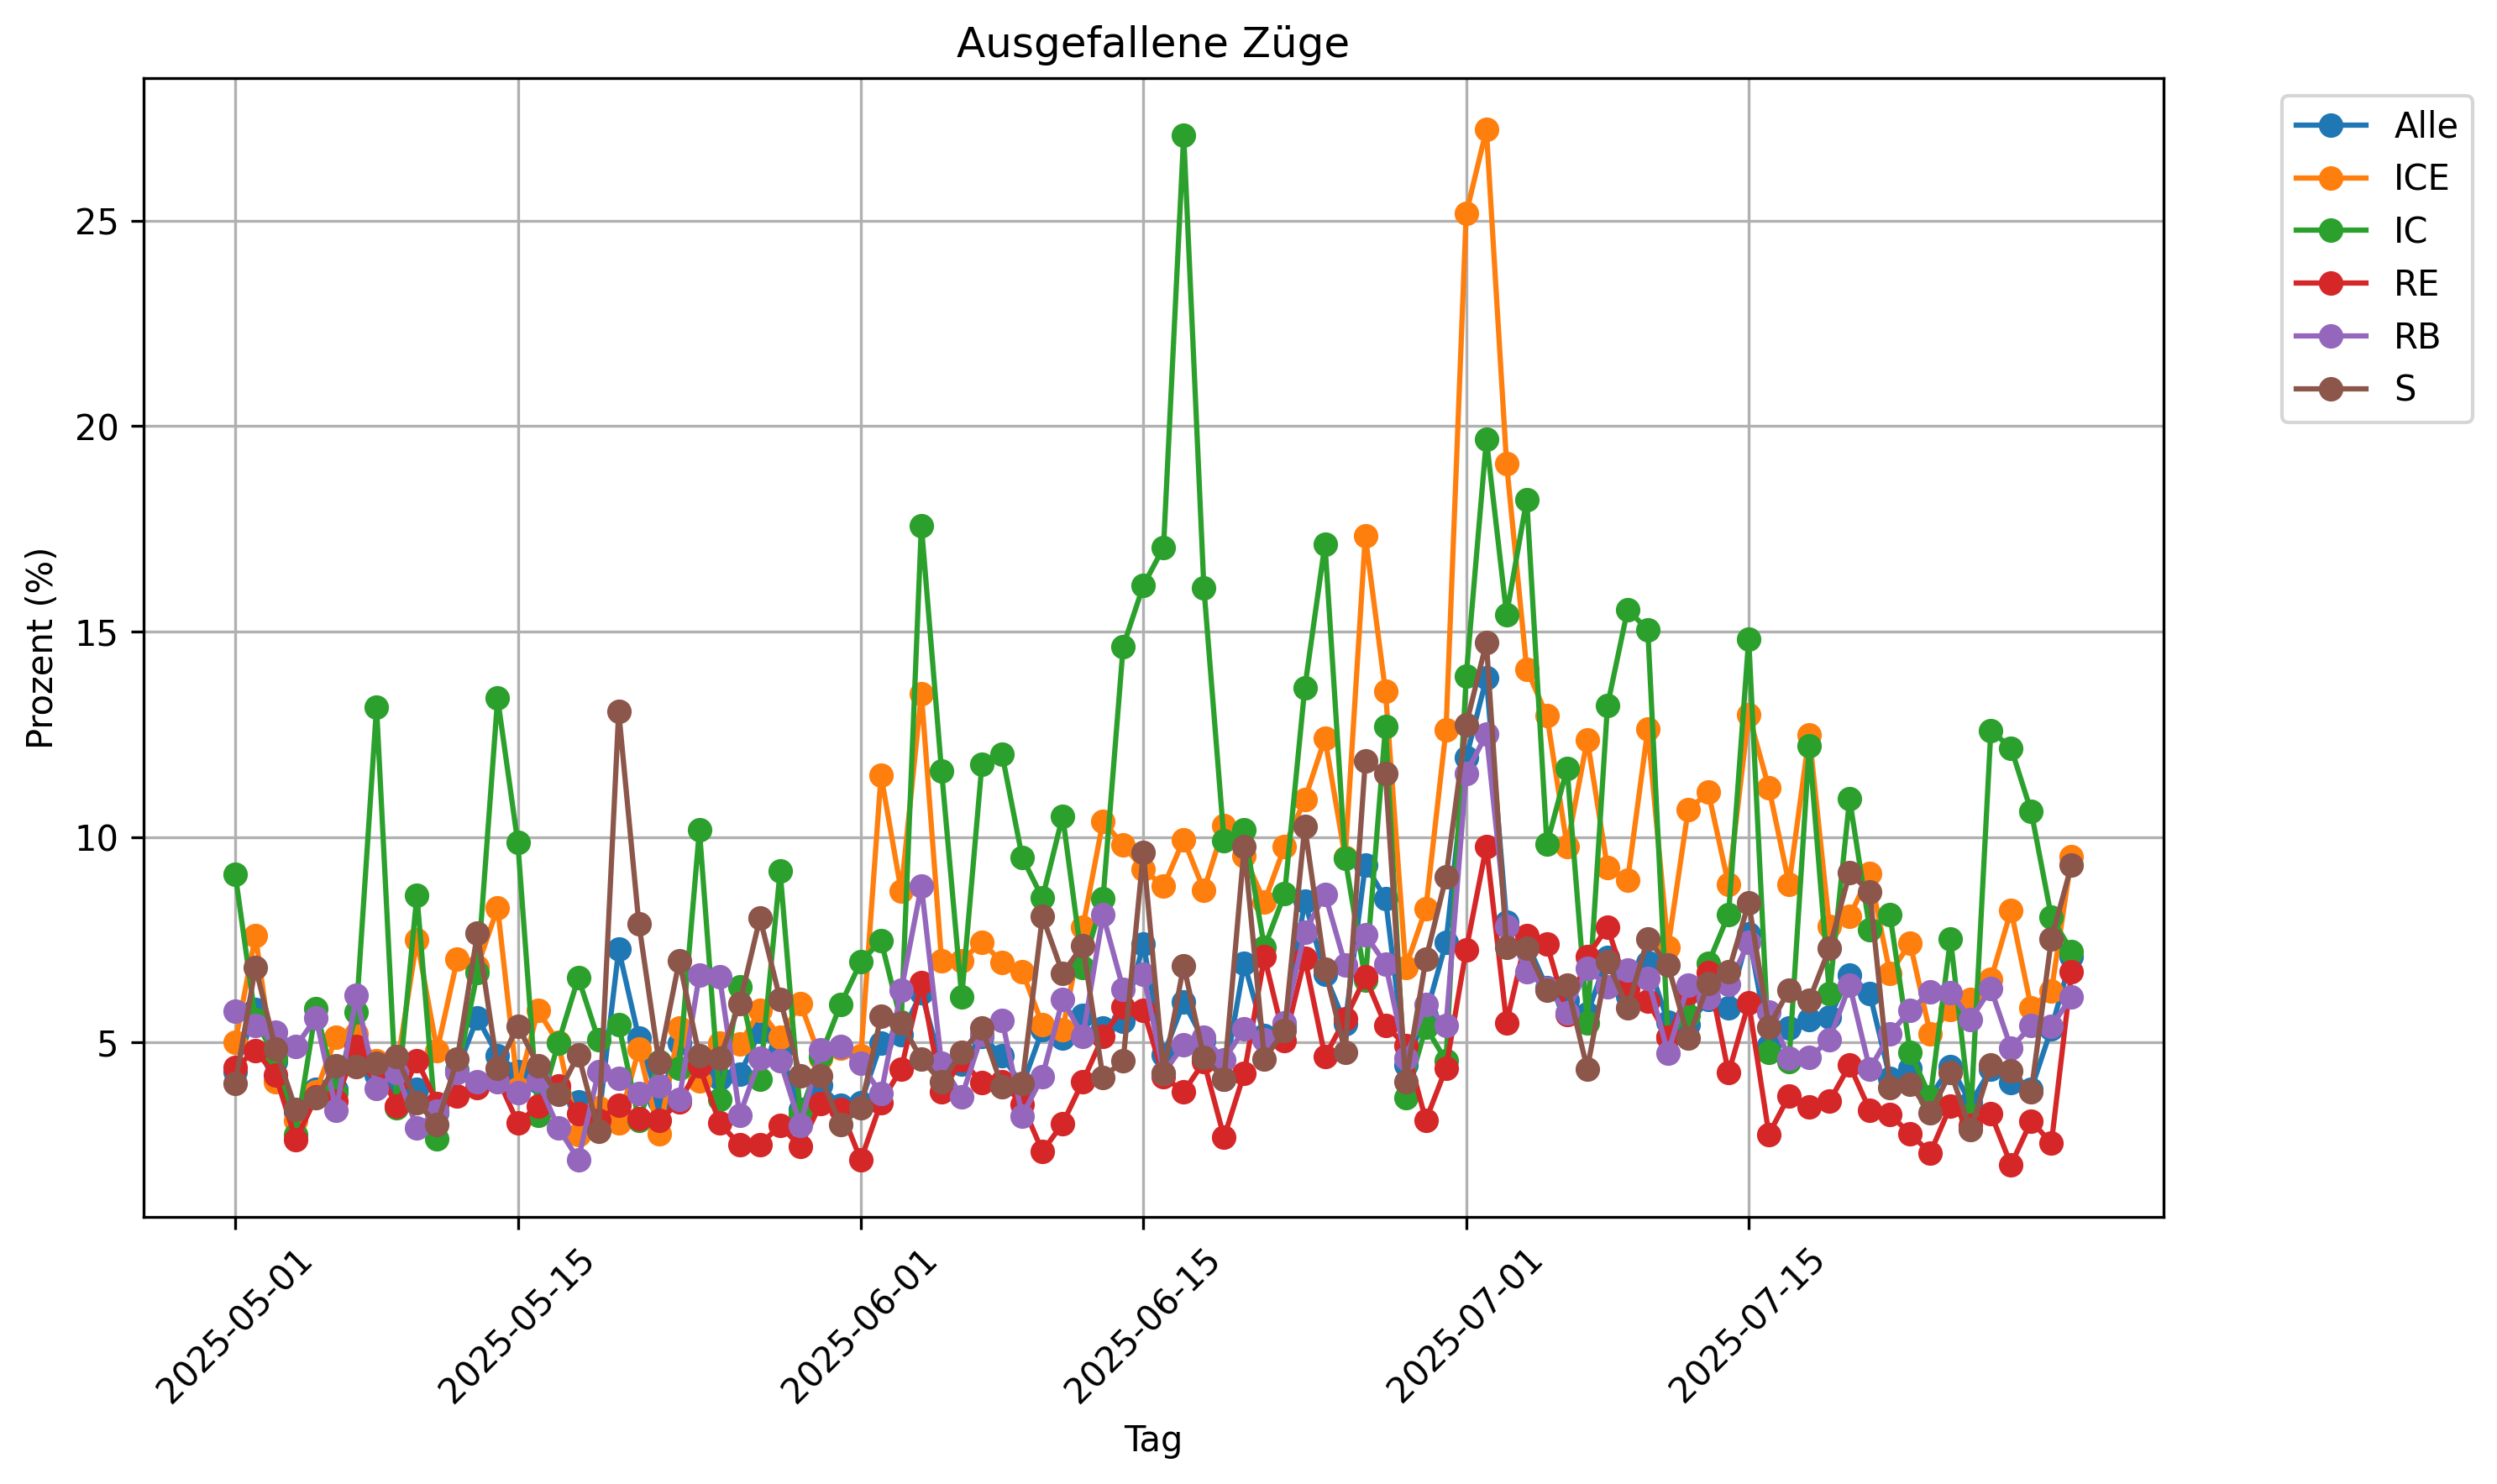 Ausgefallene Züge
Prozent (%)
25
20
15
10
5
2025-05-01
2025-05-15
2025-06-01
2025-06-15
2025-07-01
2025-07-15
Tag
Alle
ICE
IC
RE
RB
S